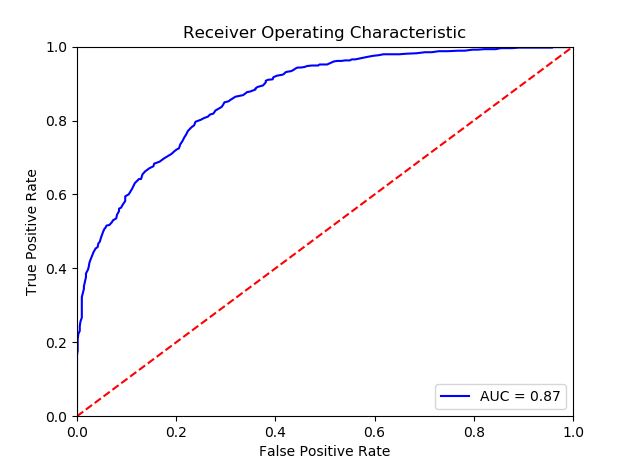 Receiver Operating Characteristic
1.0
0.8
0.6
0.4
0.2
0.0
True Positive Rate
AUC = 0.87
0.0 0.2 0.4 0.6 0.8 1.0
False Positive Rate